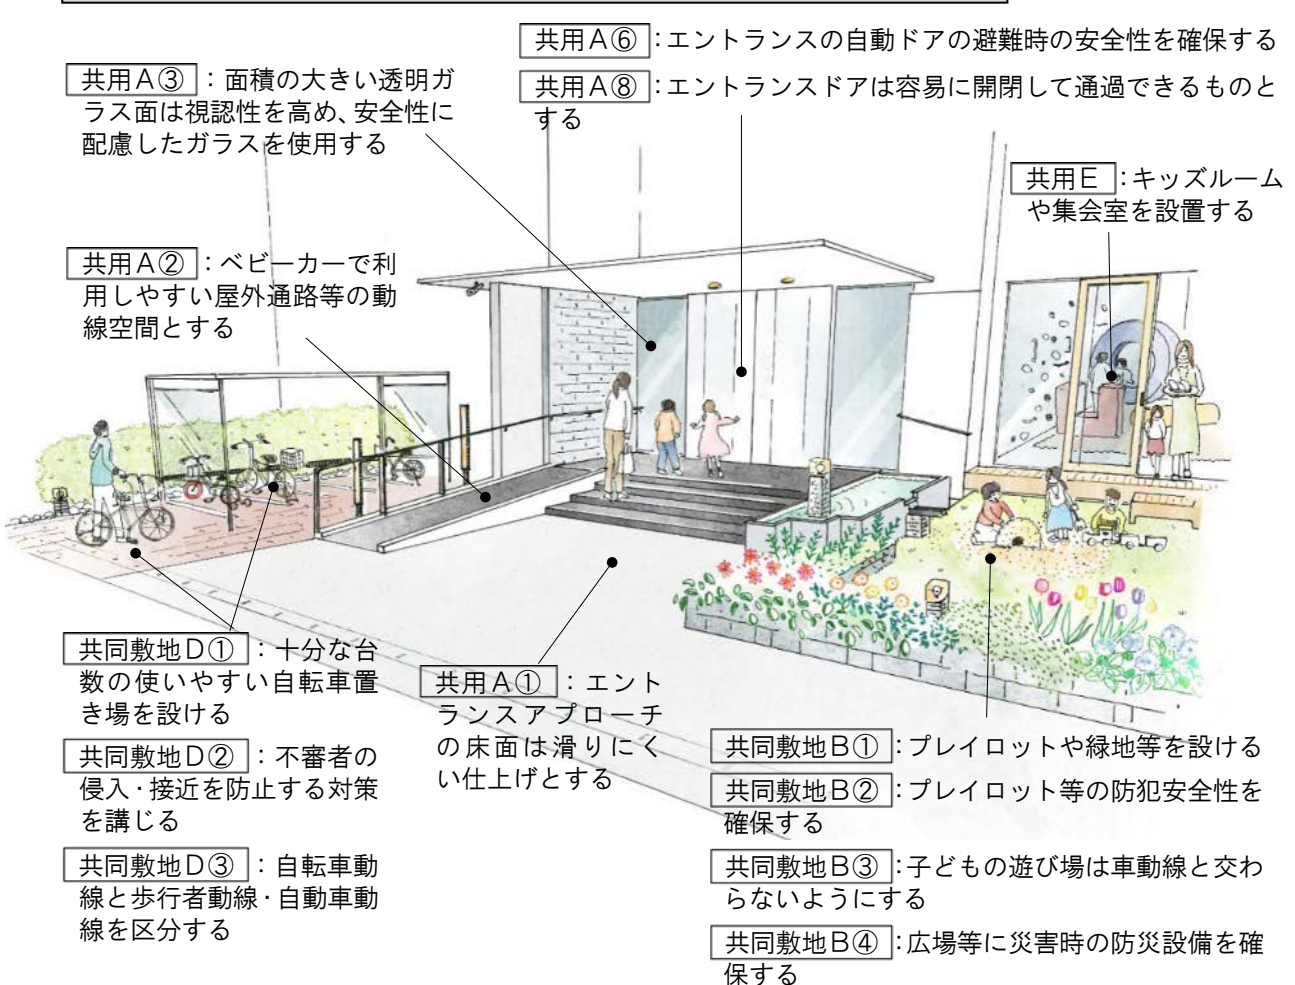 共用A⑥：エントランスの自動ドアの避難時の安全性を確保する
共用A⑧：エントランスドアは容易に開閉して通過できるものと
する
共用A③：面積の大きい透明ガ
ラス面は視認性を高め、安全性に
配慮したガラスを使用する
共用E：キッズルーム
や集会室を設置する
共用A②：ベビーカーで利
用しやすい屋外通路等の動
線空間とする
共同敷地D①：十分な台
数の使いやすい自転車置
き場を設ける
共同敷地D②：不審者の
侵入・接近を防止する対策
を講じる
共同敷地D③：自転車動
線と歩行者動線・自動車動
線を区分する
共用A①：エント
ランスアプローチ
の床面は滑りにく
い仕上げとする
共同敷地B①：プレイロットや緑地等を設ける
共同敷地B②：プレイロット等の防犯安全性を
確保する
共同敷地B③：子どもの遊び場は車動線と交わ
らないようにする
共同敷地B④：広場等に災害時の防災設備を確
保する